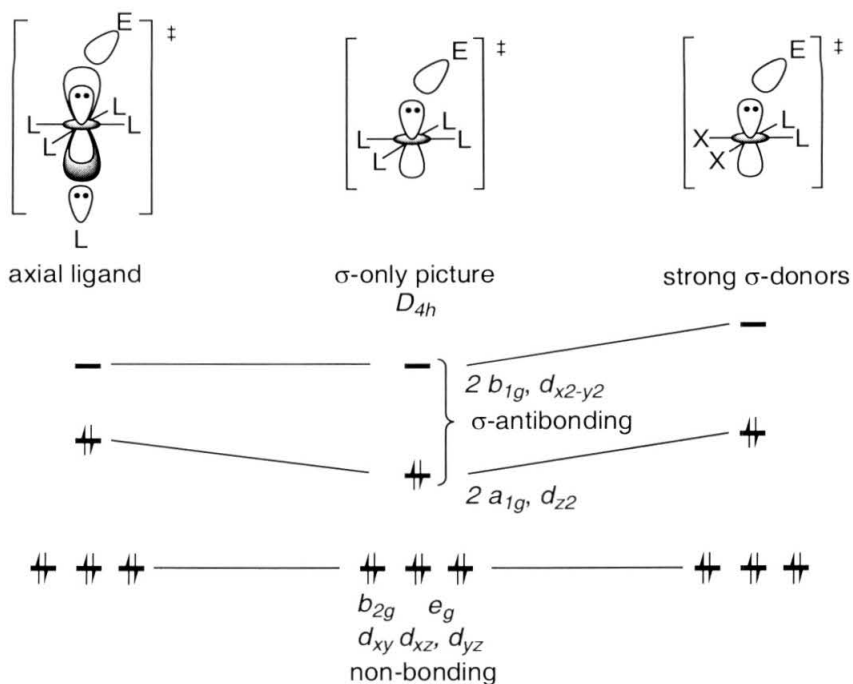 E
‡
L
L
L
L
L
axial ligand
E
‡
L
L
L
L
σ-only picture
D4h
E
‡
X
X
L
L
strong σ-donors
2 b1g, dx2-y2
σ-antibonding
2 a1g, dz2
b2g eg
dxy dxz, dyz
non-bonding